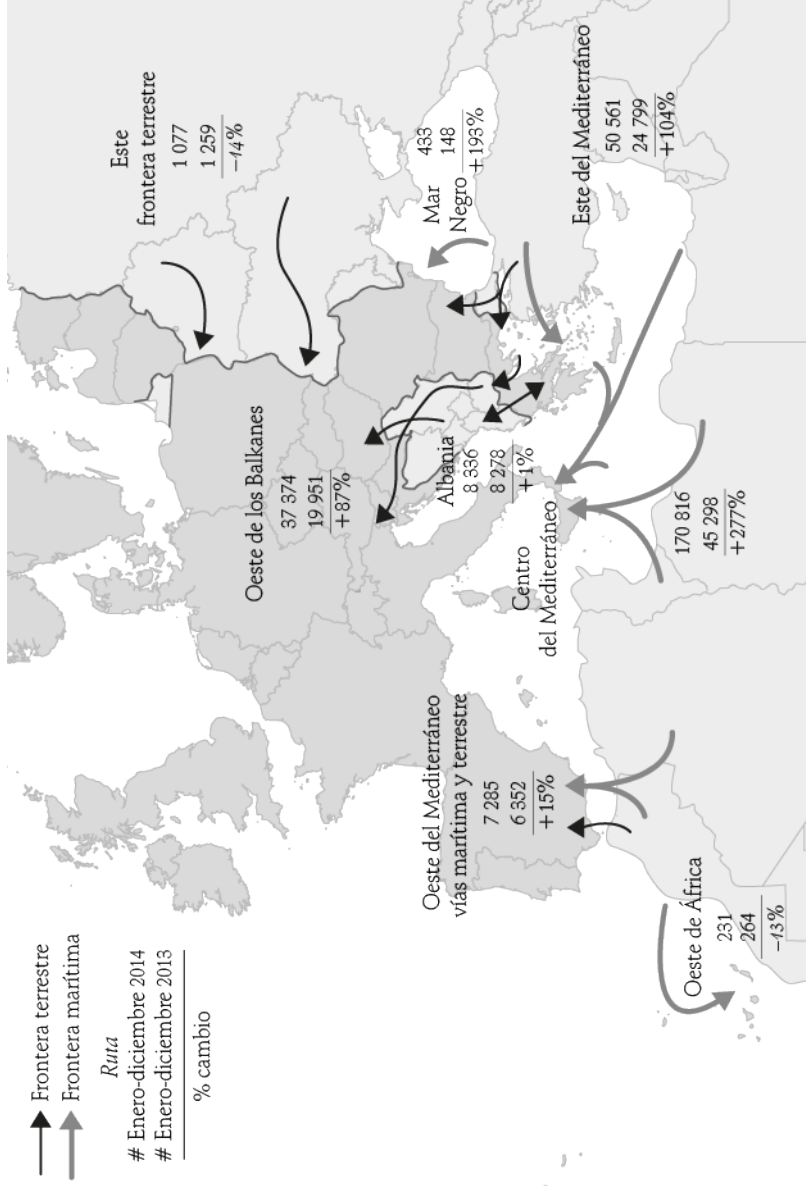 Frontera terrestre
Frontera marítima
Ruta
# Enero-diciembre 2014
# Enero-diciembre 2013
% cambio
Oeste de África
231
264
–13%
Oeste del Mediterráneo
vías marítima y terrestre
7 285
6 352
+15%
Centro
del Mediterráneo
170 816
45 298
+277%
Oeste de los Balkanes
37 374
19 951
+87%
Albania
8 336
8 278
+1%
Este
frontera terrestre
1 077
1 259
–14%
Mar
Negro
433
148
+193%
Este del Mediterráneo
50 561
24 799
+104%